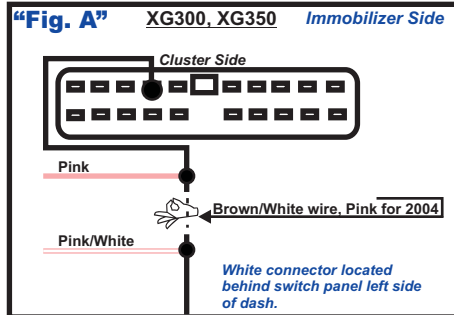 "Fig. A" XG300, XG350 Immobilizer Side
Cluster Side
Pink
Brown/White wire, Pink for 2004
Pink/White
White connector located
behind switch panel left side
of dash.